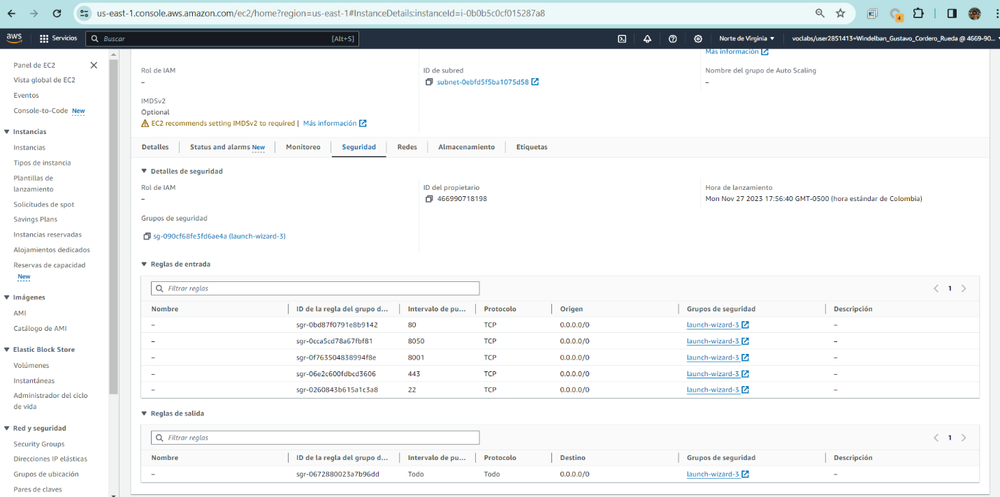 us-east-1.console.aws.amazon.com/ec2/home?region=us-east-1#InstanceDetails:instanceId=i-0b0b5c0cf015287a8
4
aws
Servicios
Buscar
[Alt+S]
Norte de Virginia
voclabs/user2851413=Windelban_Gustavo_Cordero_Rueda @ 4669-90...
Panel de EC2
Vista global de EC2
Eventos
Console-to-Code New
Instancias
Instancias
Tipos de instancia
Plantillas de
lanzamiento
Solicitudes de spot
Savings Plans
Instancias reservadas
Alojamientos dedicados
Reservas de capacidad
New
Imágenes
AMI
Catálogo de AMI
Elastic Block Store
Volúmenes
Instantáneas
Administrador del ciclo
de vida
Red y seguridad
Security Groups
Direcciones IP elásticas
Grupos de ubicación
Pares de claves
Más información
Rol de IAM
–
ID de subred
subnet-0ebfd5f5ba1075d58
Nombre del grupo de Auto Scaling
–
IMDSv2
Optional
EC2 recommends setting IMDSv2 to required | Más información
Detalles
Status and alarms New
Monitoreo
Seguridad
Redes
Almacenamiento
Etiquetas
Detalles de seguridad
Rol de IAM
–
ID del propietario
466990718198
Hora de lanzamiento
Mon Nov 27 2023 17:56:40 GMT-0500 (hora estándar de Colombia)
Grupos de seguridad
sg-090cf68fe3fd6ae4a (launch-wizard-3)
Reglas de entrada
Filtrar reglas
1
Nombre ID de la regla del grupo d... Intervalo de pu... Protocolo Origen Grupos de seguridad Descripción
– sgr-0bd87f0791e8b9142 80 TCP 0.0.0.0/0 launch-wizard-3 –
– sgr-0cca5cd78a67fbf81 8050 TCP 0.0.0.0/0 launch-wizard-3 –
– sgr-0f763504838994f8e 8001 TCP 0.0.0.0/0 launch-wizard-3 –
– sgr-06e2c600fdbcd3606 443 TCP 0.0.0.0/0 launch-wizard-3 –
– sgr-0260843b615a1c3a8 22 TCP 0.0.0.0/0 launch-wizard-3 –
Reglas de salida
Filtrar reglas
1
Nombre ID de la regla del grupo d... Intervalo de pu... Protocolo Destino Grupos de seguridad Descripción
– sgr-0672880023a7b96dd Todo Todo 0.0.0.0/0 launch-wizard-3 –